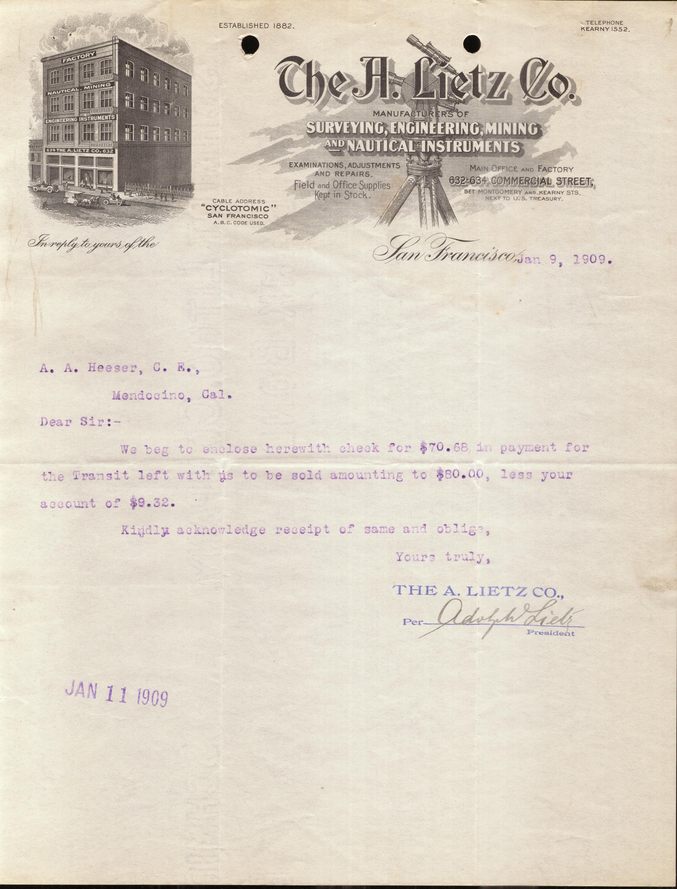 ESTABLISHED 1882.
TELEPHONE
KEARNY 1552.
FACTORY
NAUTICAL, MINING
ENGINEERING INSTRUMENTS
THE A. LIETZ CO.
The A. Lietz Co.
MANUFACTURERS OF
SURVEYING, ENGINEERING, MINING
AND NAUTICAL INSTRUMENTS
EXAMINATIONS, ADJUSTMENTS
AND REPAIRS.
Field and Office Supplies
Kept in Stock.
MAIN OFFICE AND FACTORY
632-634 COMMERCIAL STREET,
BET. MONTGOMERY AND KEARNY STS.
NEXT TO U.S. TREASURY.
CABLE ADDRESS
"CYCLOTOMIC"
SAN FRANCISCO
A.B.C. CODE USED.
In reply to yours of the
San Francisco, Jan 9, 1909.
A. A. Heeser, C. E.,
Mendocino, Cal.
Dear Sir:-
We beg to enclose herewith check for $70.68 in payment for
the Transit left with us to be sold amounting to $80.00, less your
account of $9.32.
Kindly acknowledge receipt of same and oblige,
Yours truly,
THE A. LIETZ CO.,
Per Adolph Lietz
President
JAN 11 1909